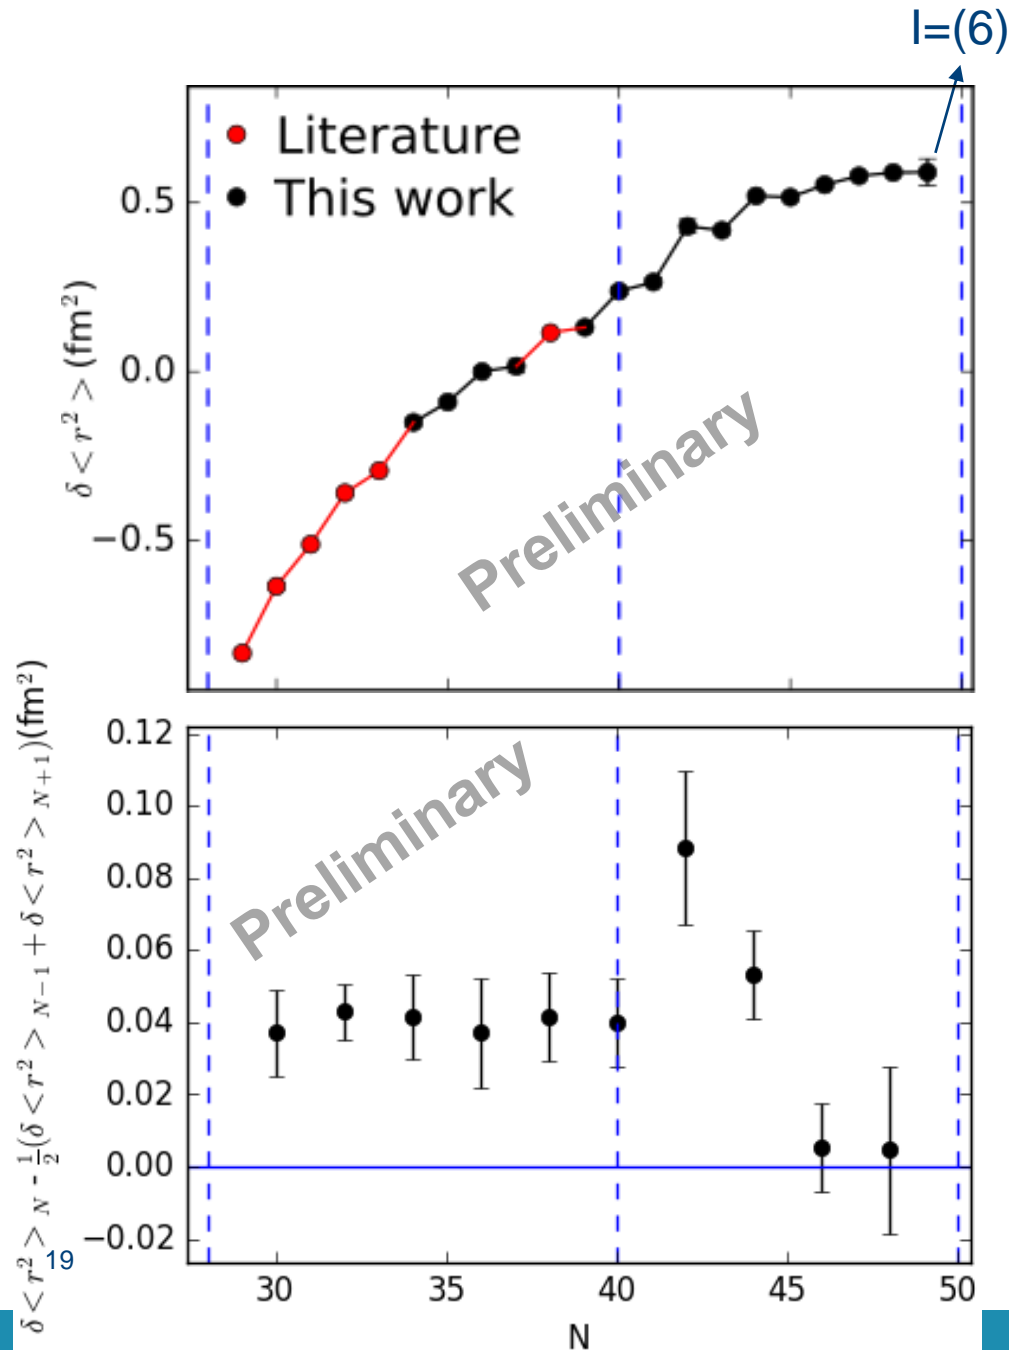 I=(6)
Literature
This work
0.5
0.0
−0.5
δ<r²>(fm²)
Preliminary
0.12
0.10
0.08
0.06
0.04
0.02
0.00
−0.02
δ<r²>_N - ½(δ<r²>_{N−1} + δ<r²>_{N+1})(fm²)
Preliminary
19
30 35 40 45 50
N